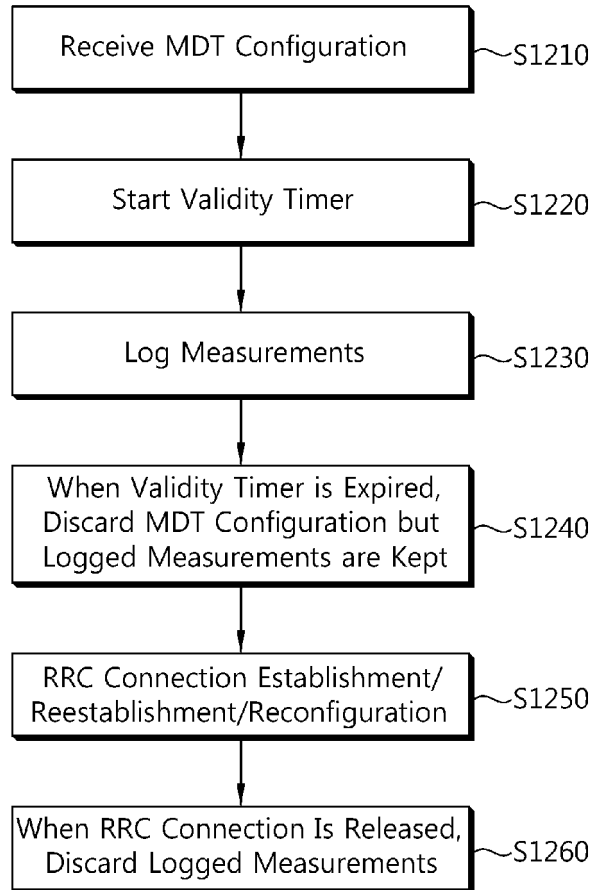 Receive MDT Configuration
S1210
Start Validity Timer
S1220
Log Measurements
S1230
When Validity Timer is Expired,
Discard MDT Configuration but
Logged Measurements are Kept
S1240
RRC Connection Establishment/
Reestablishment/Reconfiguration
S1250
When RRC Connection Is Released,
Discard Logged Measurements
S1260